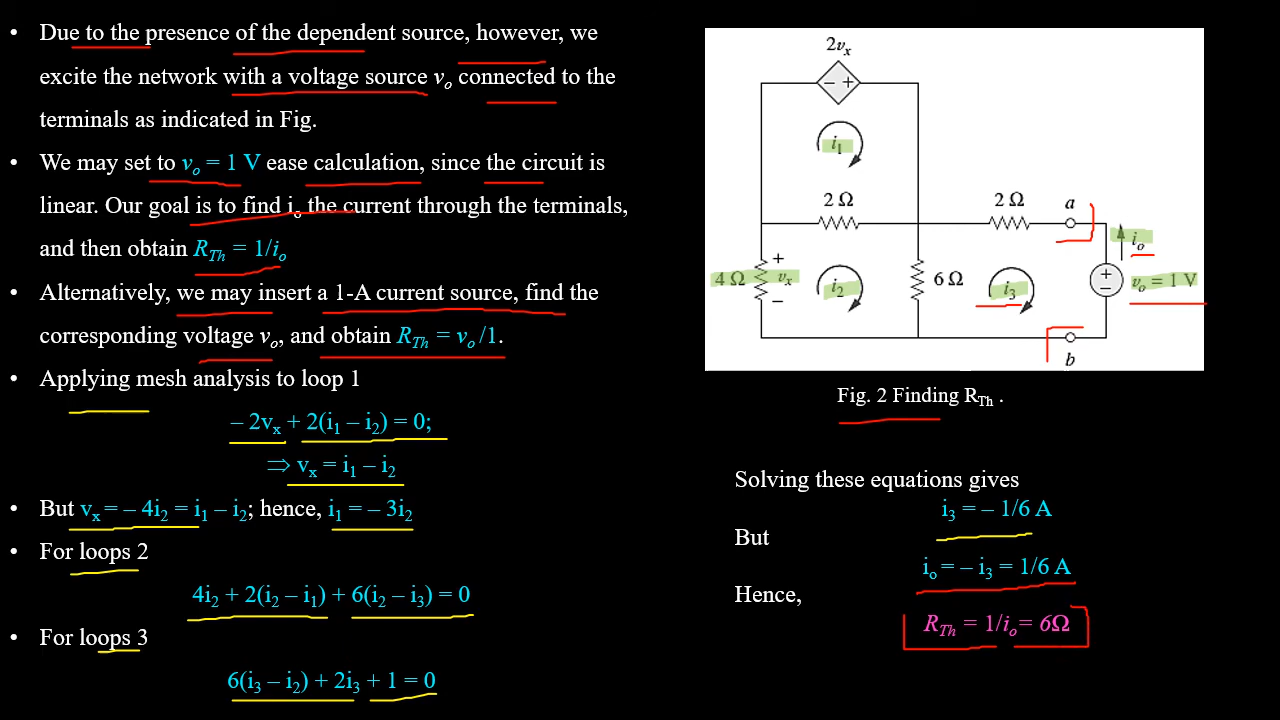 • Due to the presence of the dependent source, however, we
excite the network with a voltage source vₒ connected to the
terminals as indicated in Fig.
• We may set to vₒ = 1 V ease calculation, since the circuit is
linear. Our goal is to find iₒ the current through the terminals,
and then obtain R_Th = 1/iₒ
• Alternatively, we may insert a 1-A current source, find the
corresponding voltage vₒ, and obtain R_Th = vₒ /1.
• Applying mesh analysis to loop 1
– 2vₓ + 2(i₁ – i₂) = 0;
⇒ vₓ = i₁ – i₂
• But vₓ = – 4i₂ = i₁ – i₂; hence, i₁ = – 3i₂
• For loops 2
4i₂ + 2(i₂ – i₁) + 6(i₂ – i₃) = 0
• For loops 3
6(i₃ – i₂) + 2i₃ + 1 = 0
2vₓ
– +
i₁
2 Ω
2 Ω
a
+
4 Ω
vₓ
–
i₂
6 Ω
i₃
iₒ
+
–
vₒ = 1 V
b
Fig. 2 Finding R_Th .
Solving these equations gives
i₃ = – 1/6 A
But
iₒ = – i₃ = 1/6 A
Hence,
R_Th = 1/iₒ = 6Ω